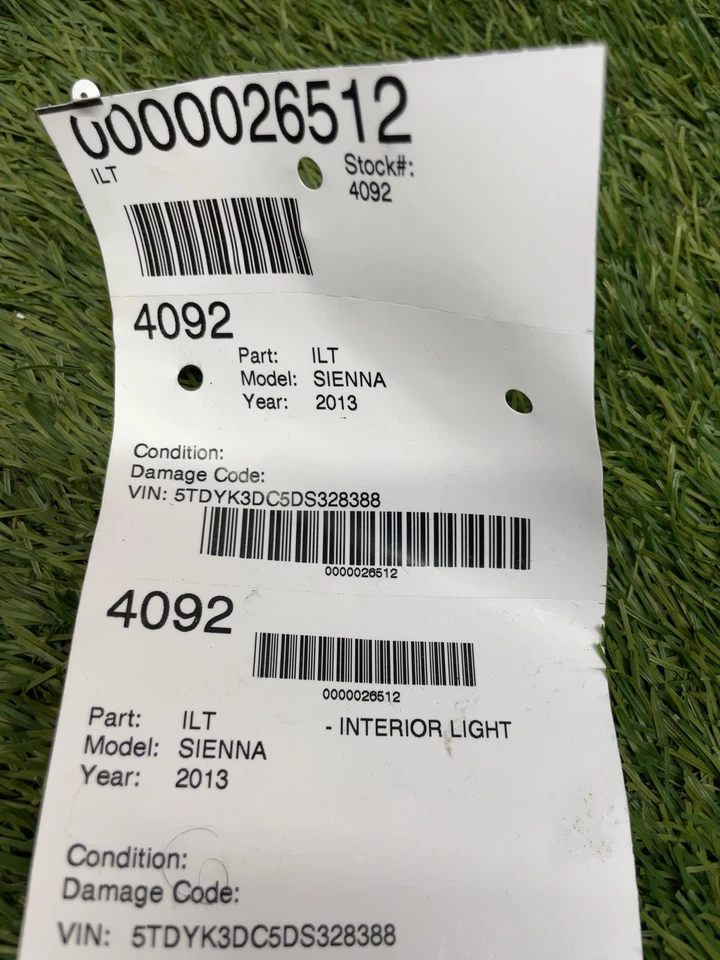 0000026512
ILT
Stock#:
4092
4092
Part: ILT
Model: SIENNA
Year: 2013
Condition:
Damage Code:
VIN: 5TDYK3DC5DS328388
0000026512
4092
0000026512
Part: ILT - INTERIOR LIGHT
Model: SIENNA
Year: 2013
Condition:
Damage Code:
VIN: 5TDYK3DC5DS328388